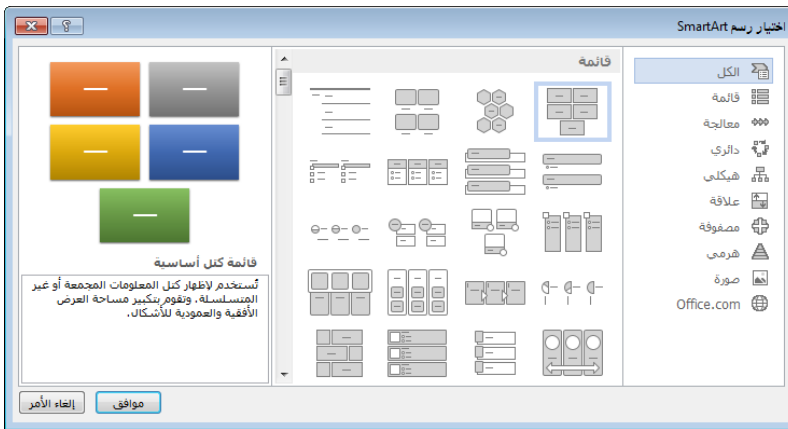 اختيار رسم SmartArt
الكل
قائمة
معالجة
دائري
هيكلي
علاقة
مصفوفة
هرمي
صورة
Office.com
قائمة
قائمة كتل أساسية
تُستخدم لإظهار كتل المعلومات المجمعة أو غير
المتسلسلة. وتقوم بتكبير مساحة العرض
الأفقية والعمودية للأشكال.
موافق
إلغاء الأمر